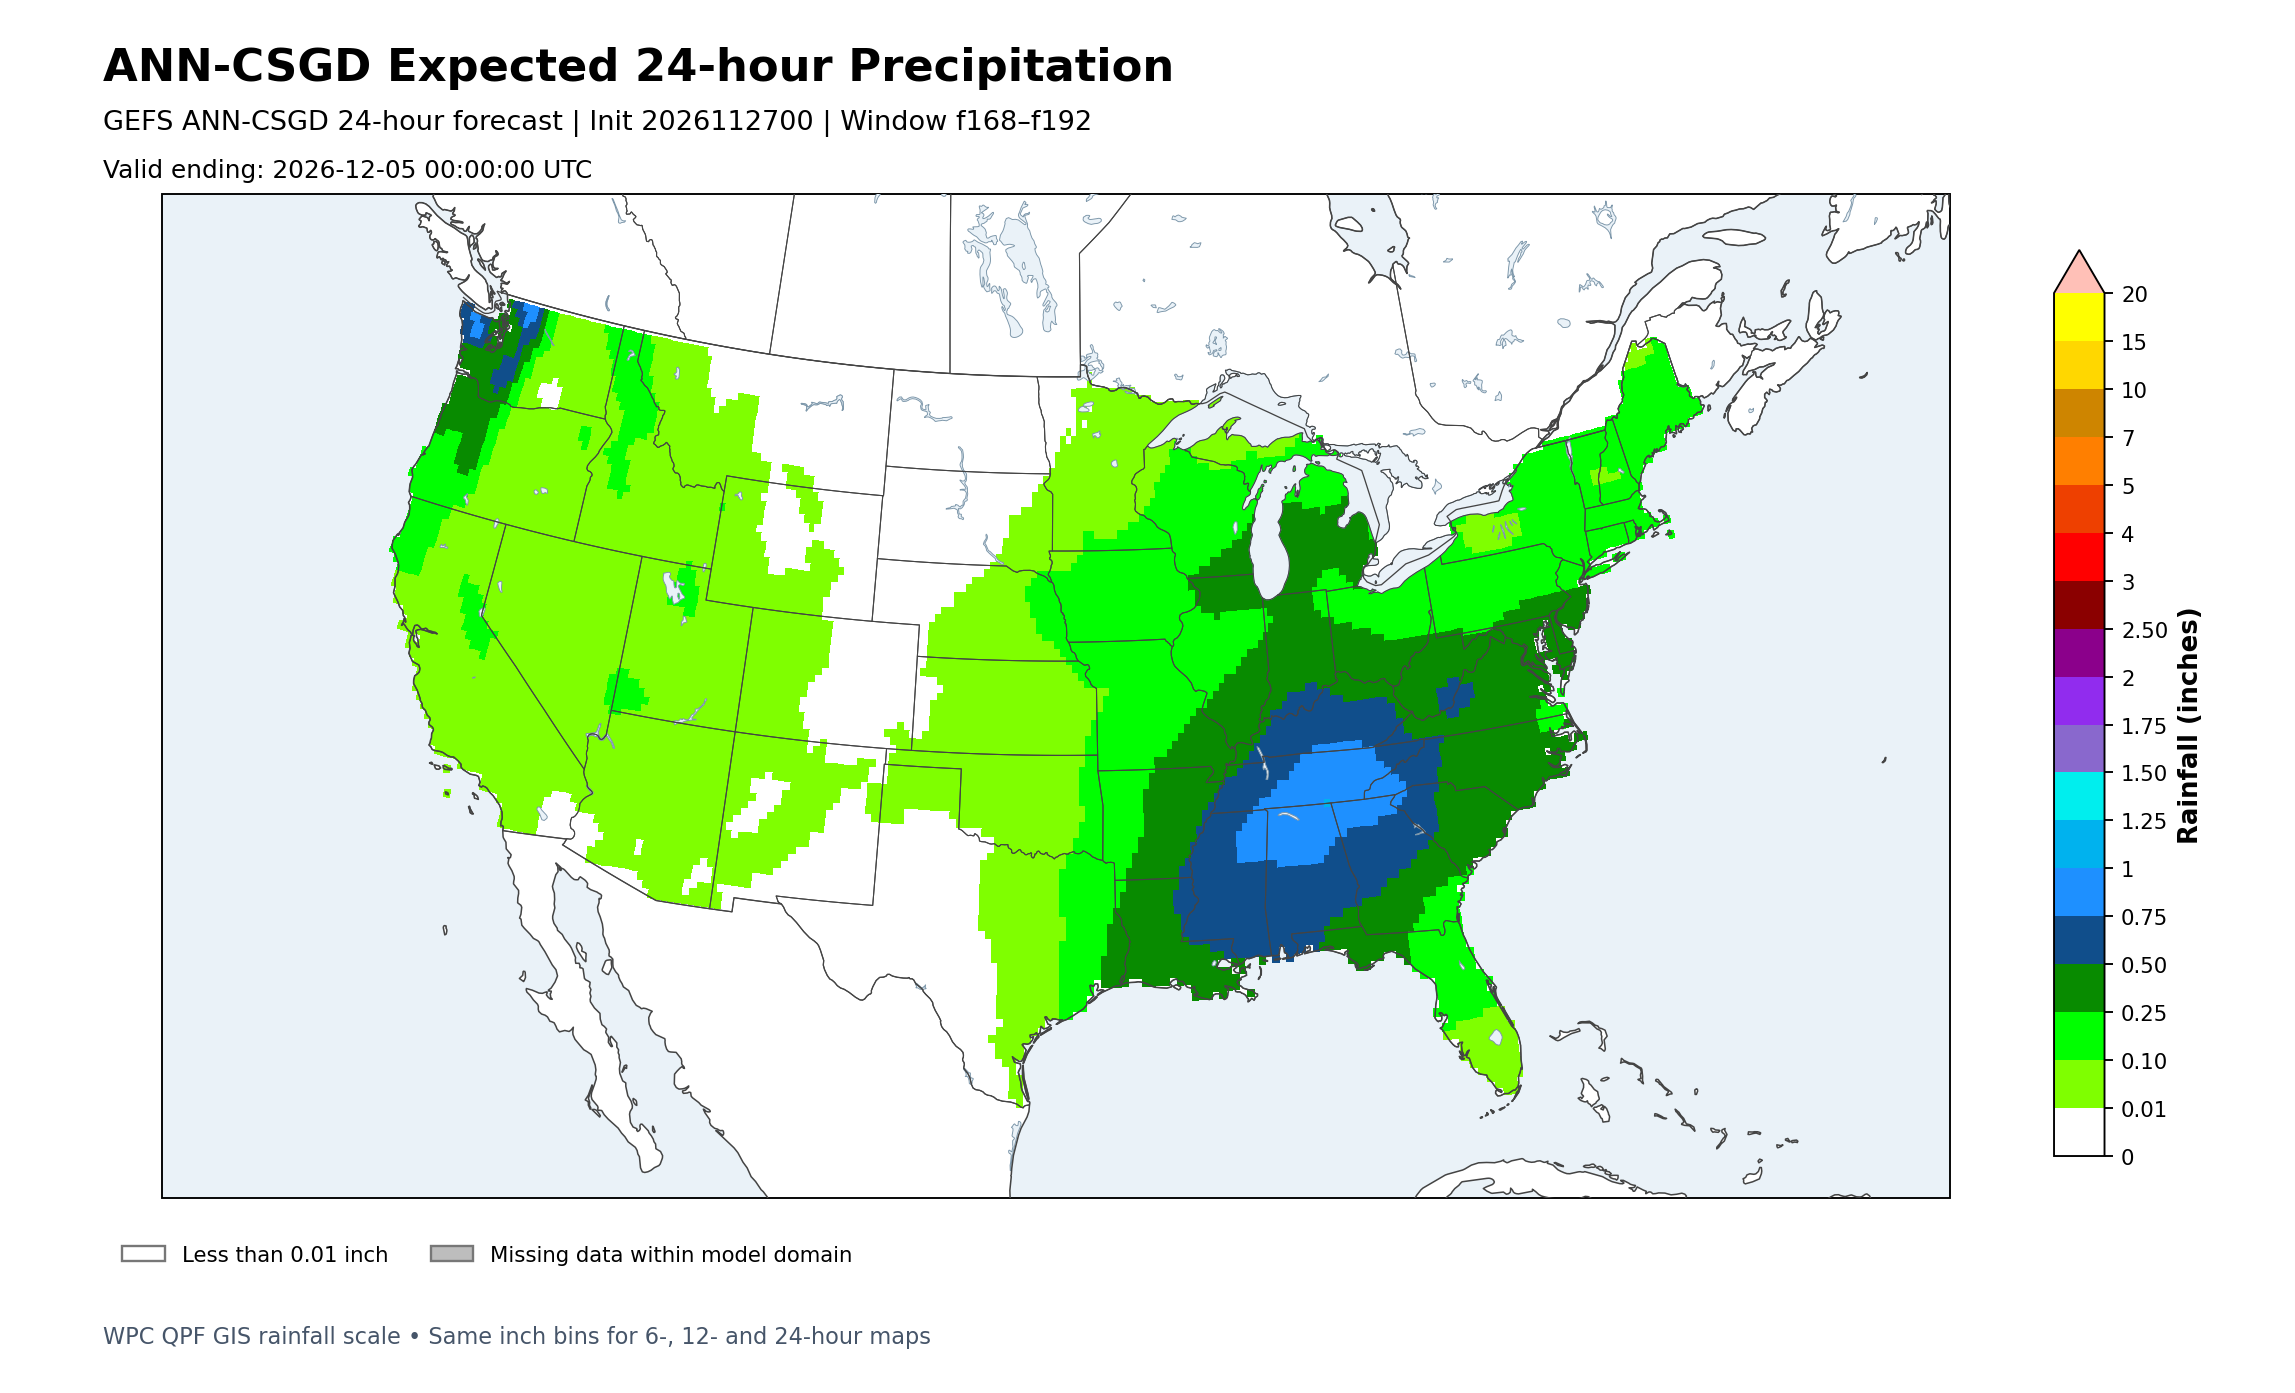 ANN-CSGD Expected 24-hour Precipitation
GEFS ANN-CSGD 24-hour forecast | Init 2026112700 | Window f168–f192
Valid ending: 2026-12-05 00:00:00 UTC
20
15
10
7
5
4
3
2.50
2
1.75
1.50
1.25
1
0.75
0.50
0.25
0.10
0.01
0
Rainfall (inches)
Less than 0.01 inch
Missing data within model domain
WPC QPF GIS rainfall scale • Same inch bins for 6-, 12- and 24-hour maps